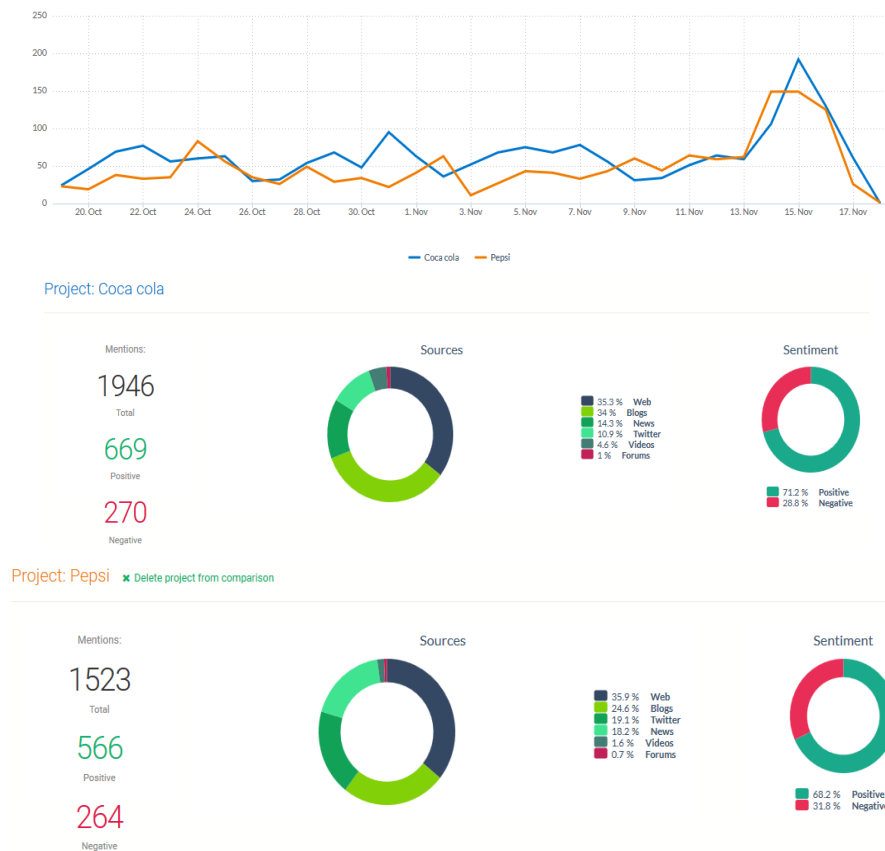 250
200
150
100
50
0
20. Oct 22. Oct 24. Oct 26. Oct 28. Oct 30. Oct 1. Nov 3. Nov 5. Nov 7. Nov 9. Nov 11. Nov 13. Nov 15. Nov 17. Nov
Coca cola Pepsi
Project: Coca cola
Mentions:
1946
Total
669
Positive
270
Negative
Sources
35.3 % Web
34 % Blogs
14.3 % News
10.9 % Twitter
4.6 % Videos
1 % Forums
Sentiment
71.2 % Positive
28.8 % Negative
Project: Pepsi ✖ Delete project from comparison
Mentions:
1523
Total
566
Positive
264
Negative
Sources
35.9 % Web
24.6 % Blogs
19.1 % Twitter
18.2 % News
1.6 % Videos
0.7 % Forums
Sentiment
68.2 % Positive
31.8 % Negative